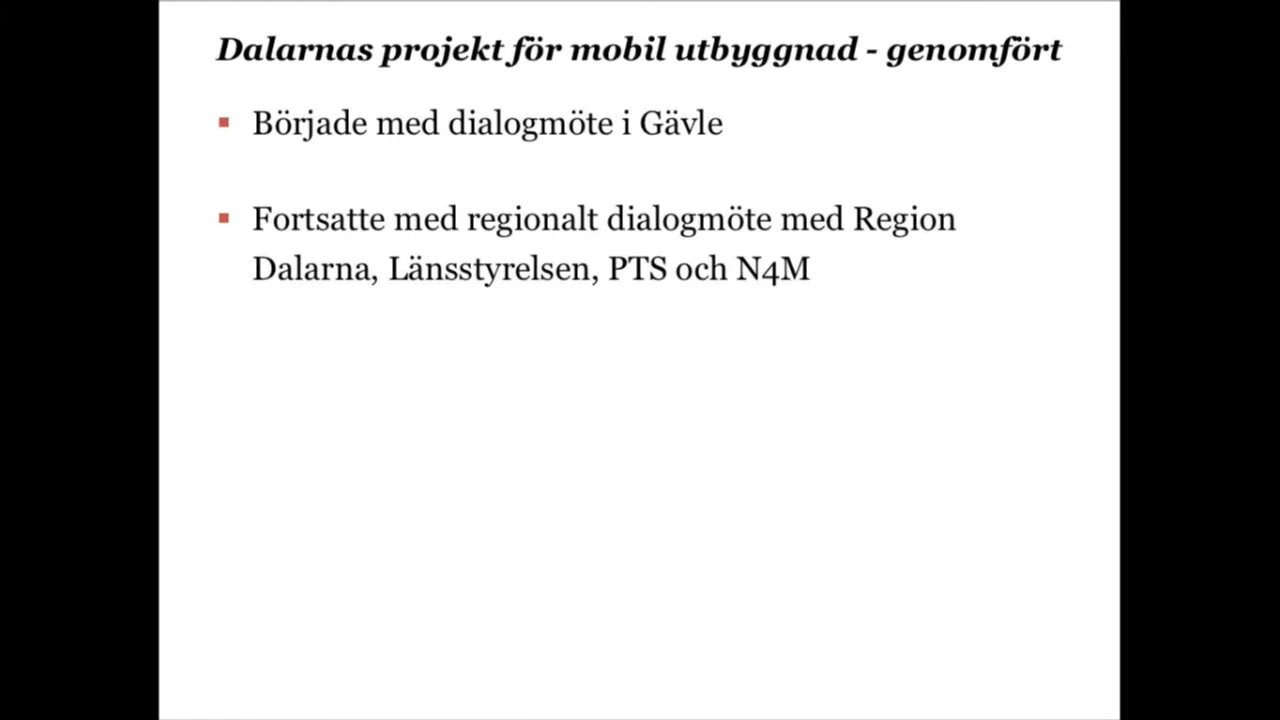 Dalarnas projekt för mobil utbyggnad - genomfört
Började med dialogmöte i Gävle
Fortsatte med regionalt dialogmöte med Region
Dalarna, Länsstyrelsen, PTS och N4M